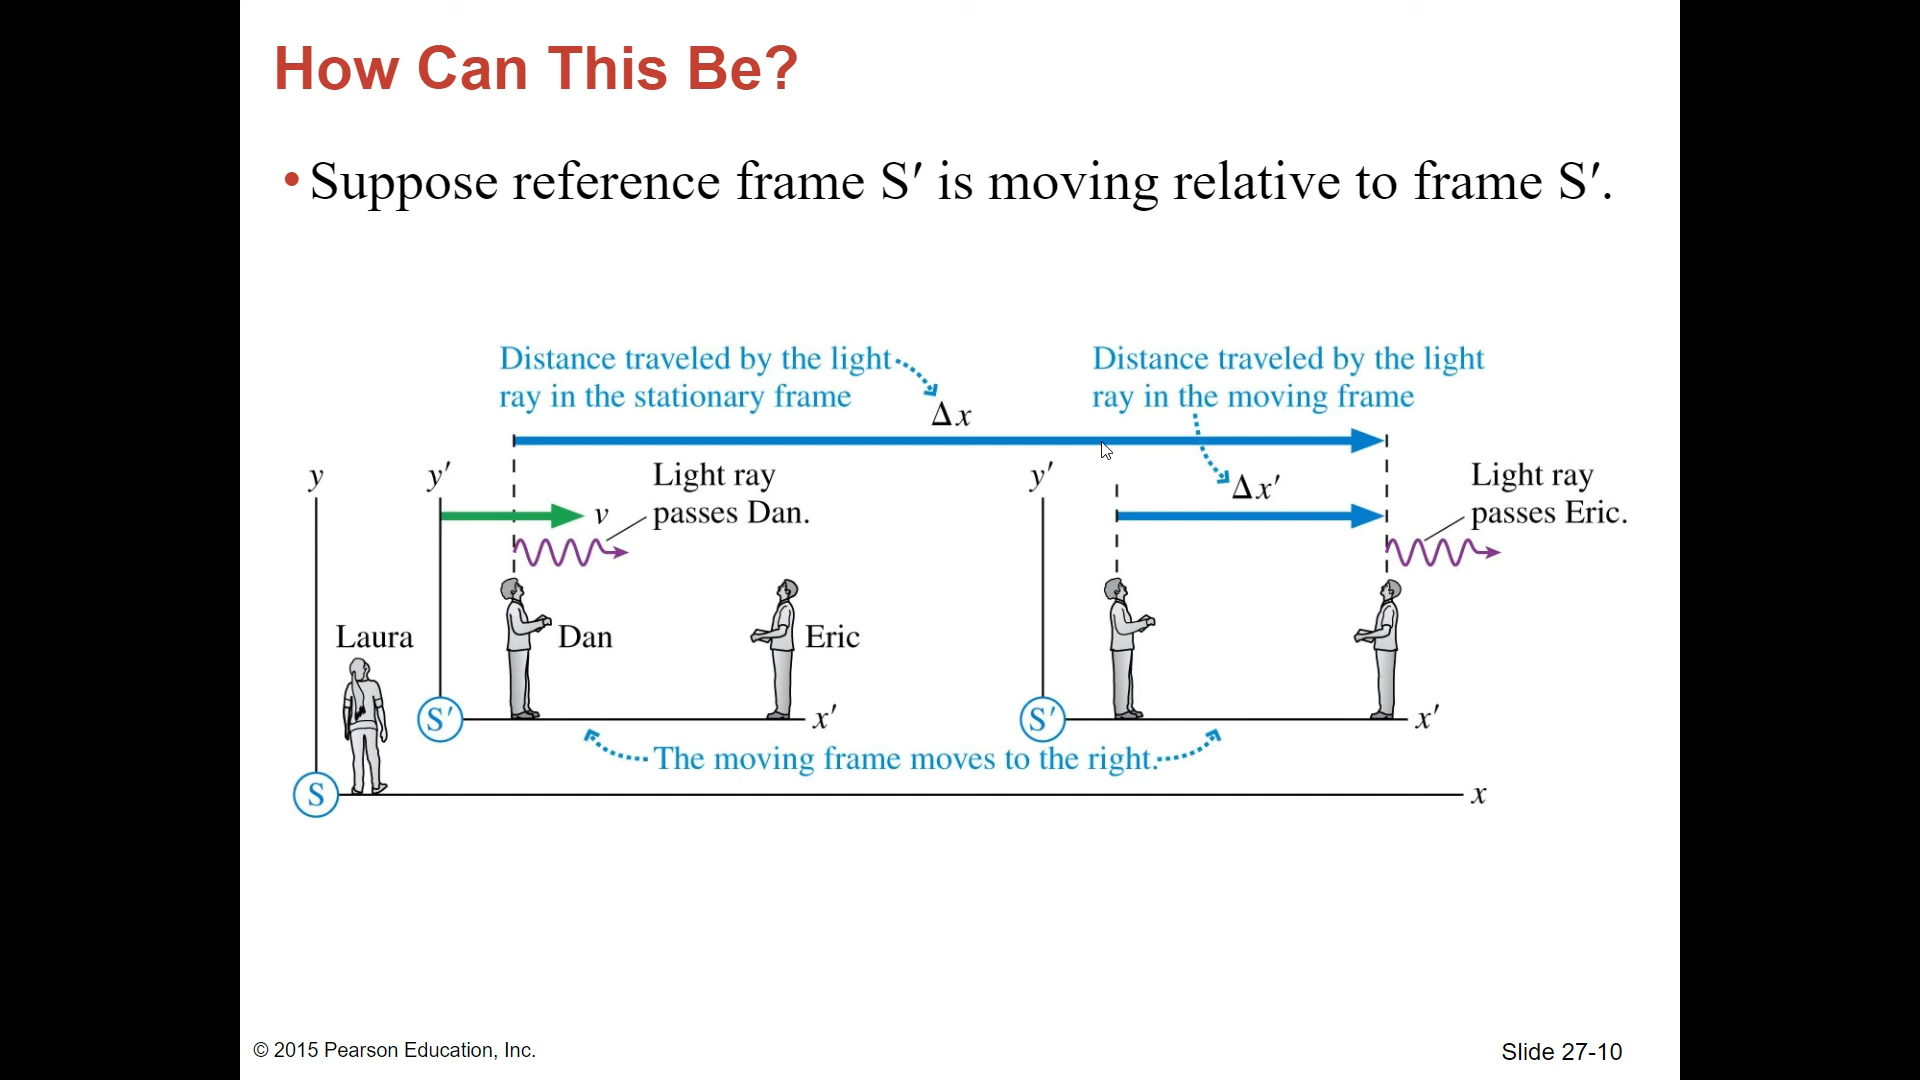 How Can This Be?
• Suppose reference frame S′ is moving relative to frame S′.
Distance traveled by the light
ray in the stationary frame
Δx
Distance traveled by the light
ray in the moving frame
Δx′
y
y′
v
Light ray
passes Dan.
y′
Light ray
passes Eric.
Laura
Dan
Eric
S′
x′
S′
x′
The moving frame moves to the right.
S
x
© 2015 Pearson Education, Inc.
Slide 27-10